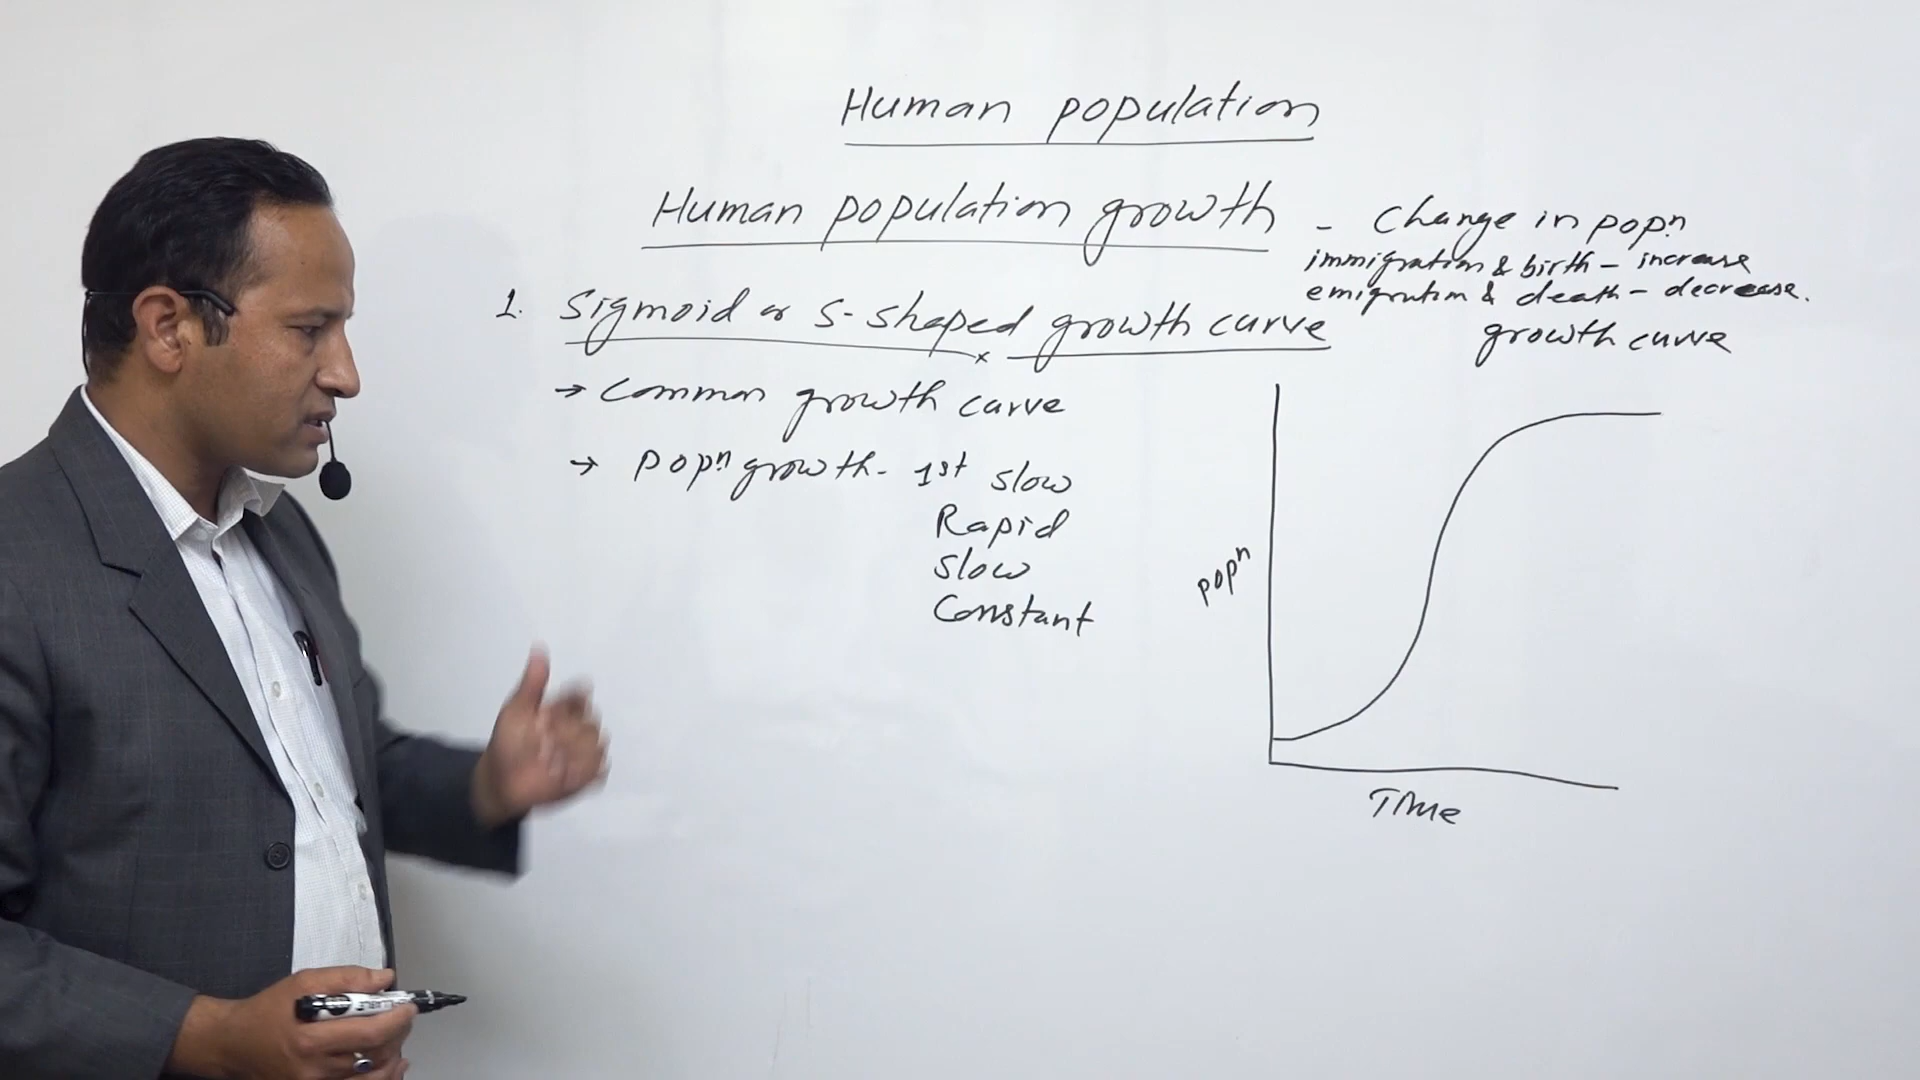 Human population
Human population growth - change in popⁿ
immigration & birth - increase
emigration & death - decrease.
growth curve
1. Sigmoid or S-shaped growth curve
→ Common growth curve
→ popⁿ growth - 1st slow
Rapid
slow
Constant
popⁿ
Time